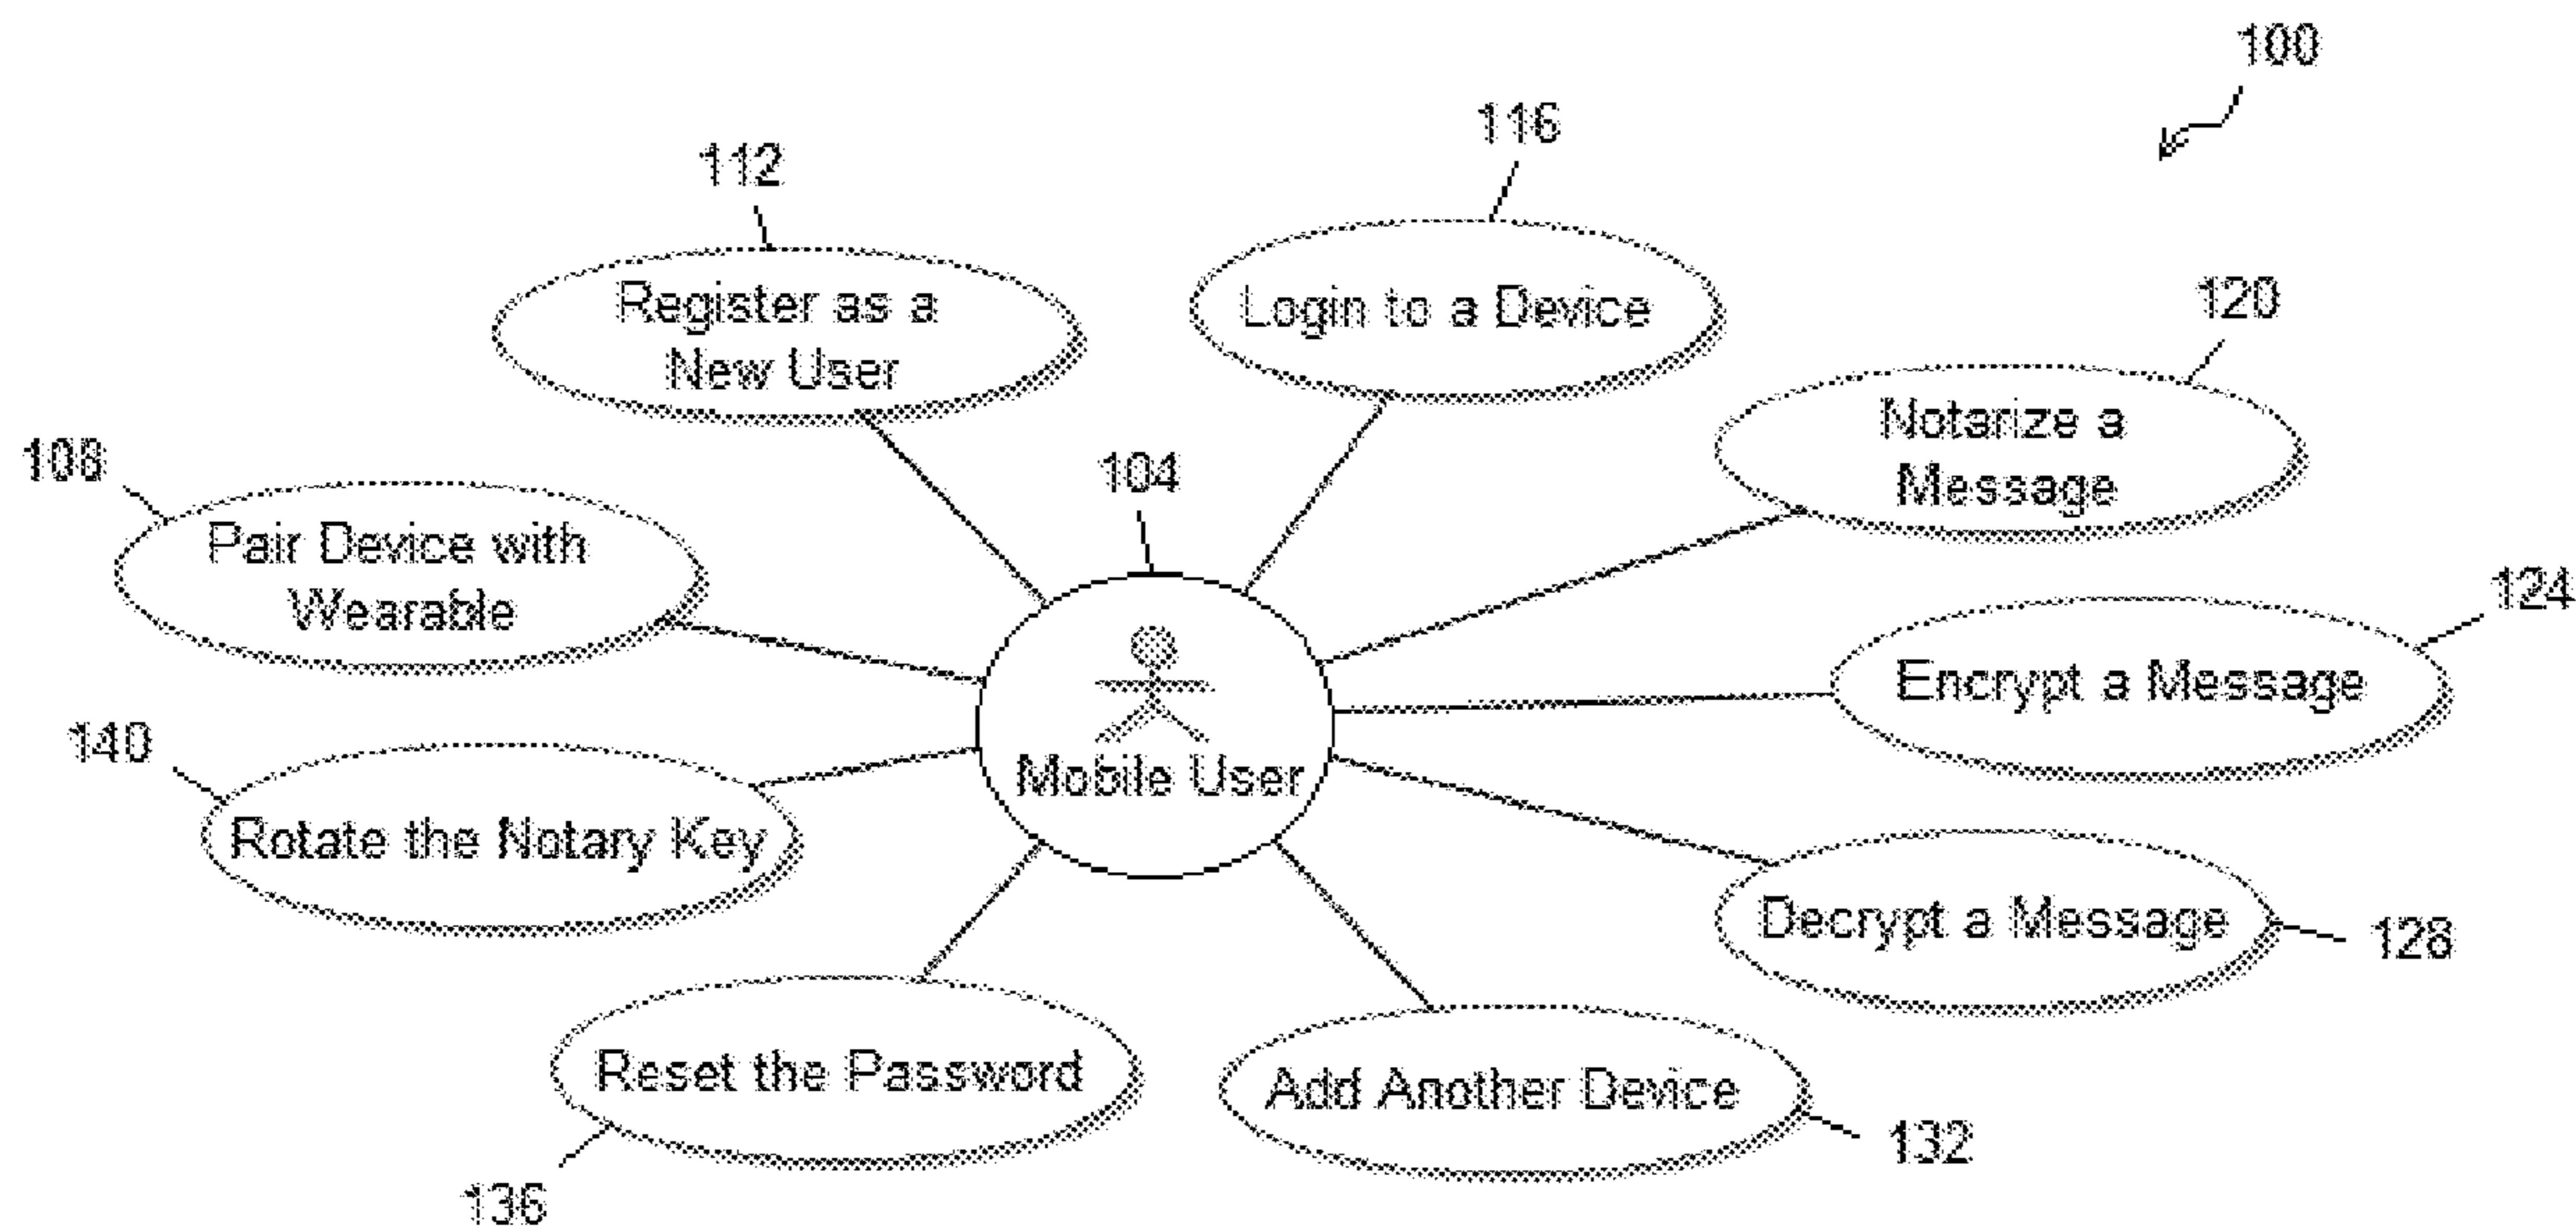 100
116
112
Register as a
New User
Login to a Device
120
Notarize a
Message
108
Pair Device with
Wearable
104
Mobile User
124
Encrypt a Message
140
Rotate the Notary Key
Decrypt a Message
128
Reset the Password
136
Add Another Device
132